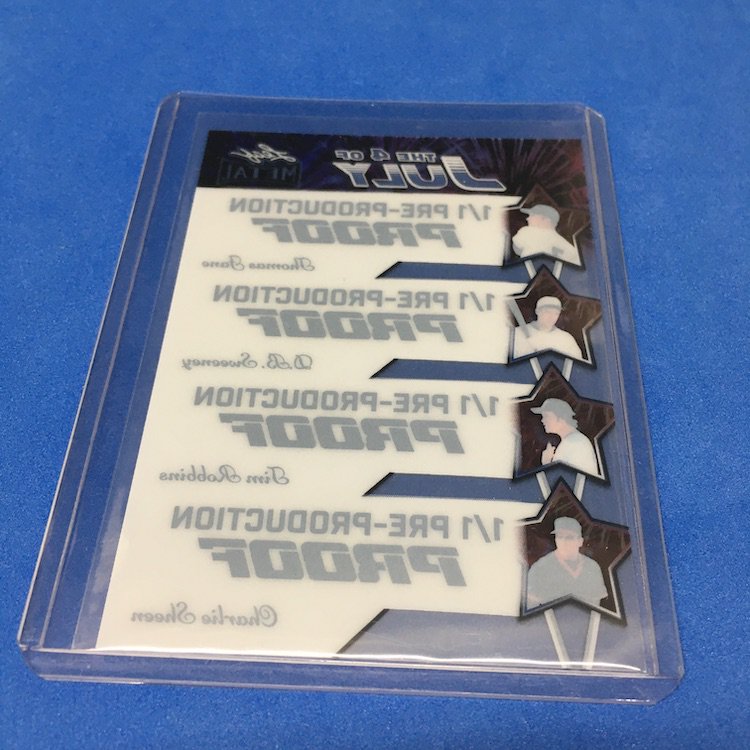 Leaf
METAL
THE 4 OF
JULY
1/1 PRE-PRODUCTION
PROOF
Thomas Jane
1/1 PRE-PRODUCTION
PROOF
D.B. Sweeney
1/1 PRE-PRODUCTION
PROOF
Tim Robbins
1/1 PRE-PRODUCTION
PROOF
Charlie Sheen